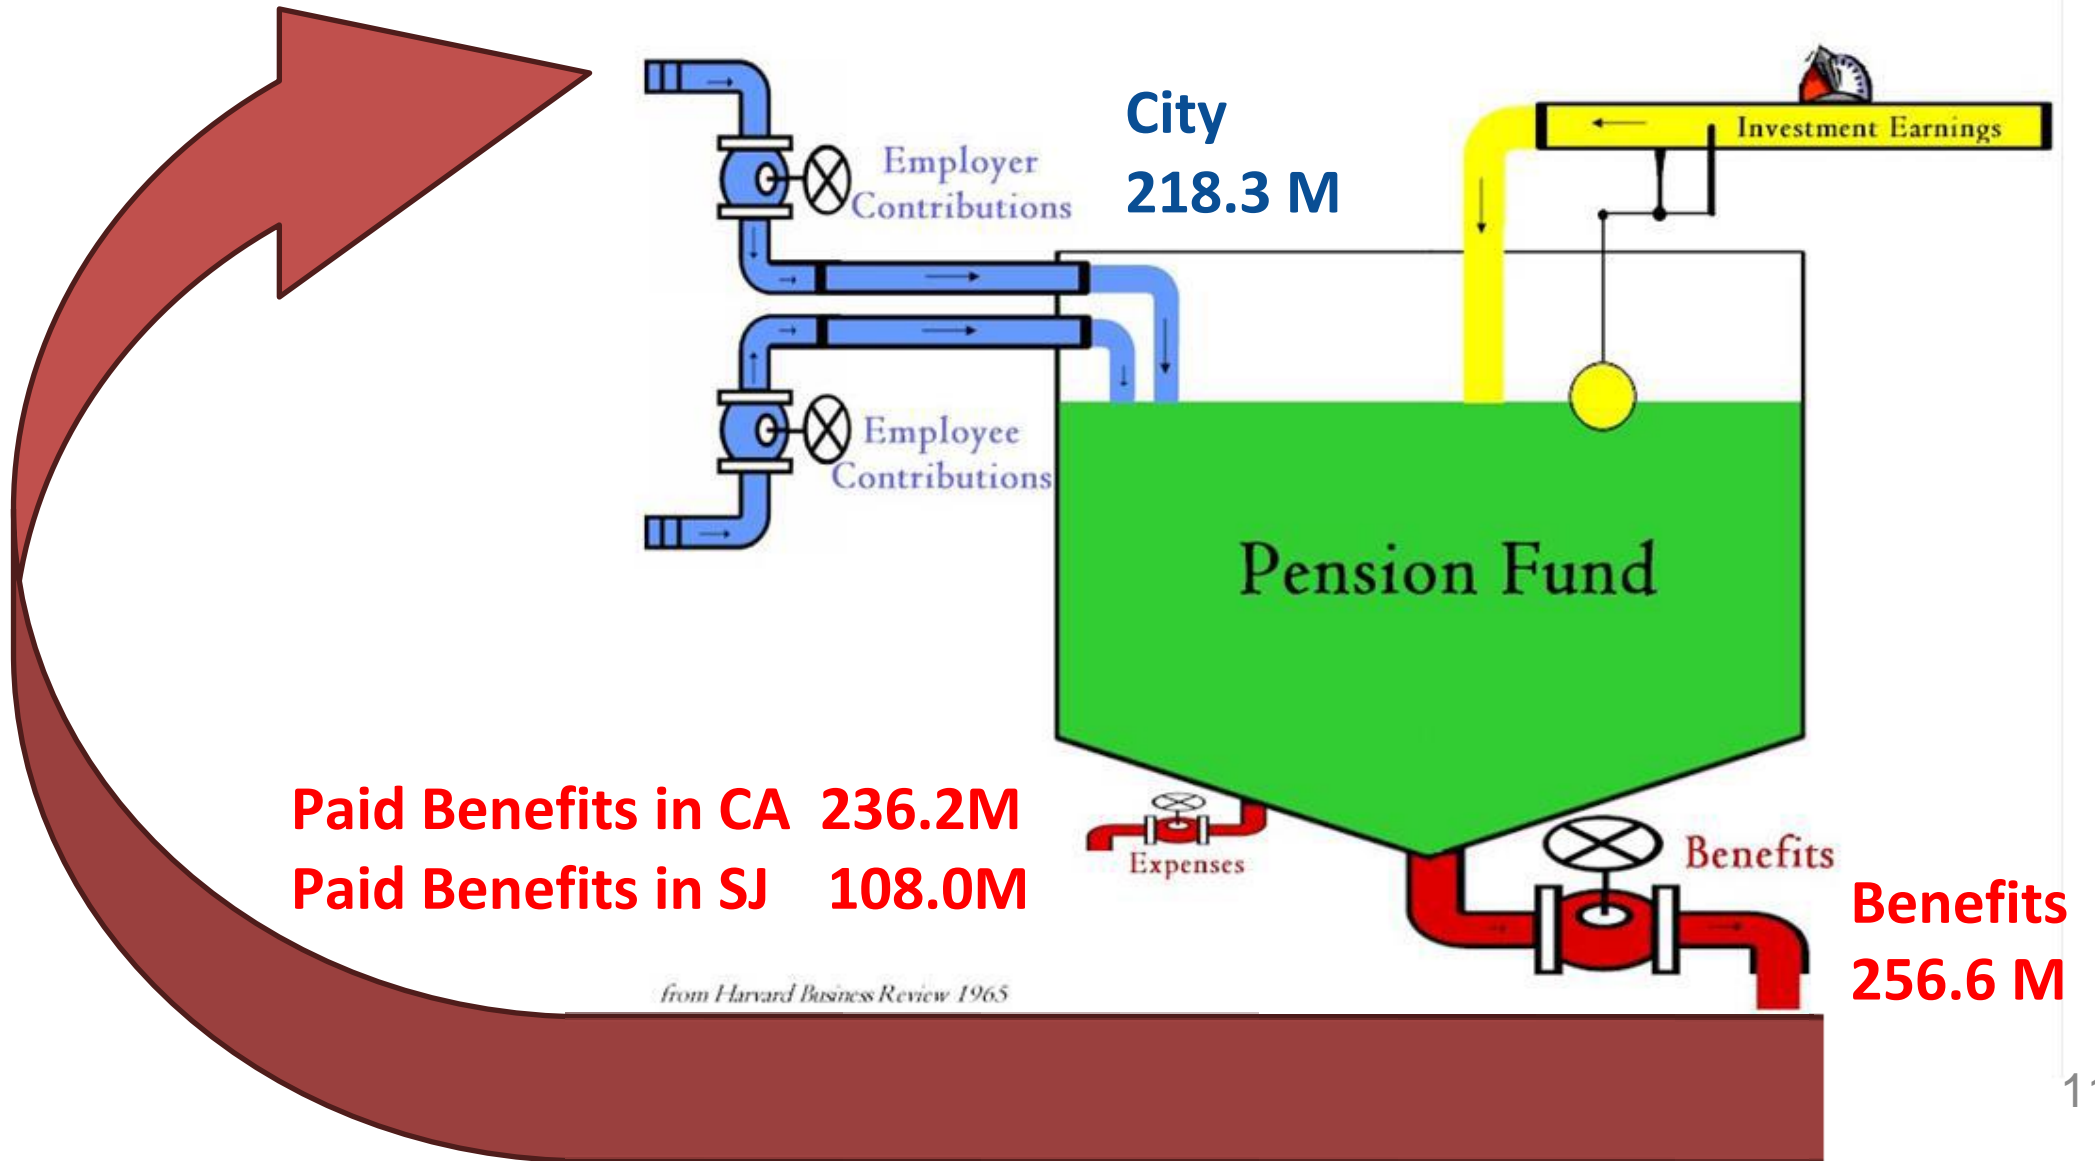 City
218.3 M
Investment Earnings
Employer
Contributions
Employee
Contributions
Pension Fund
Paid Benefits in CA 236.2M
Paid Benefits in SJ 108.0M
Expenses
Benefits
Benefits
256.6 M
from Harvard Business Review 1965